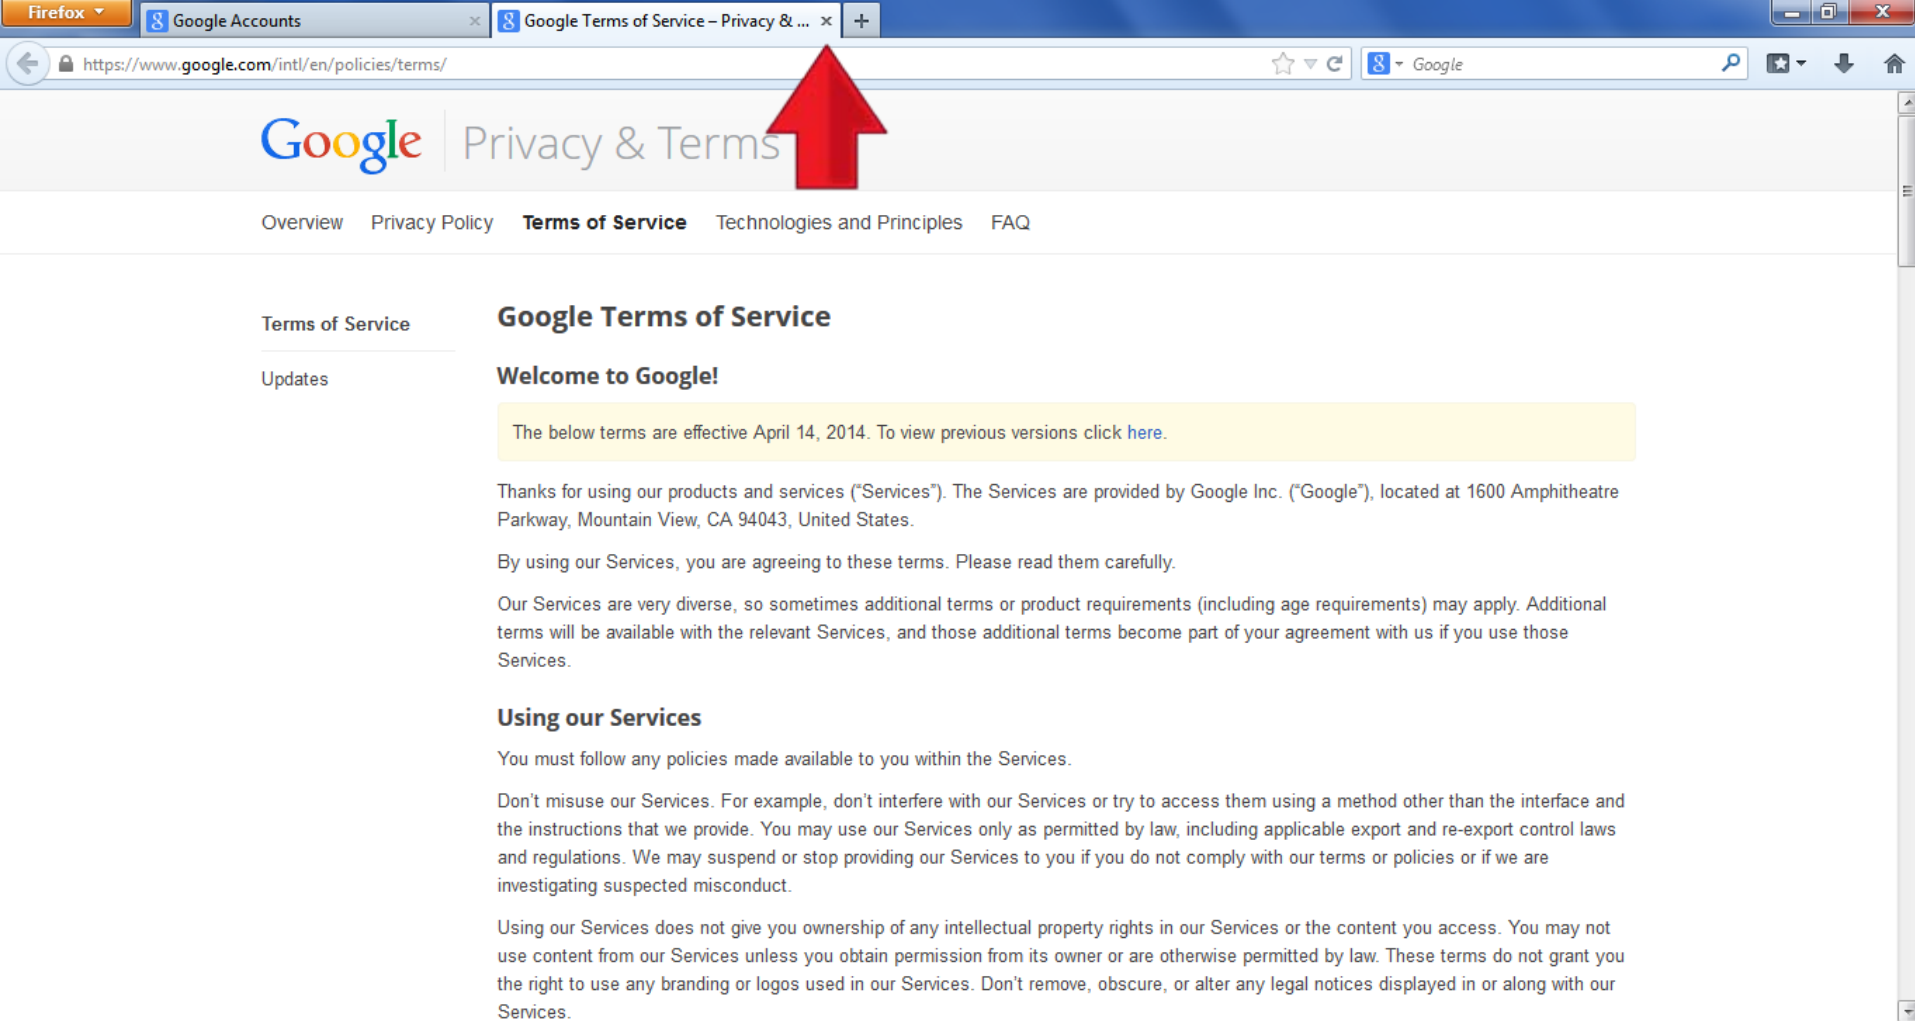 Firefox
Google Accounts
Google Terms of Service – Privacy & ...
https://www.google.com/intl/en/policies/terms/
Google
Google Privacy & Terms
Overview Privacy Policy Terms of Service Technologies and Principles FAQ
Terms of Service
Updates
Google Terms of Service
Welcome to Google!
The below terms are effective April 14, 2014. To view previous versions click here.
Thanks for using our products and services (“Services”). The Services are provided by Google Inc. (“Google”), located at 1600 Amphitheatre
Parkway, Mountain View, CA 94043, United States.
By using our Services, you are agreeing to these terms. Please read them carefully.
Our Services are very diverse, so sometimes additional terms or product requirements (including age requirements) may apply. Additional
terms will be available with the relevant Services, and those additional terms become part of your agreement with us if you use those
Services.
Using our Services
You must follow any policies made available to you within the Services.
Don’t misuse our Services. For example, don’t interfere with our Services or try to access them using a method other than the interface and
the instructions that we provide. You may use our Services only as permitted by law, including applicable export and re-export control laws
and regulations. We may suspend or stop providing our Services to you if you do not comply with our terms or policies or if we are
investigating suspected misconduct.
Using our Services does not give you ownership of any intellectual property rights in our Services or the content you access. You may not
use content from our Services unless you obtain permission from its owner or are otherwise permitted by law. These terms do not grant you
the right to use any branding or logos used in our Services. Don’t remove, obscure, or alter any legal notices displayed in or along with our
Services.